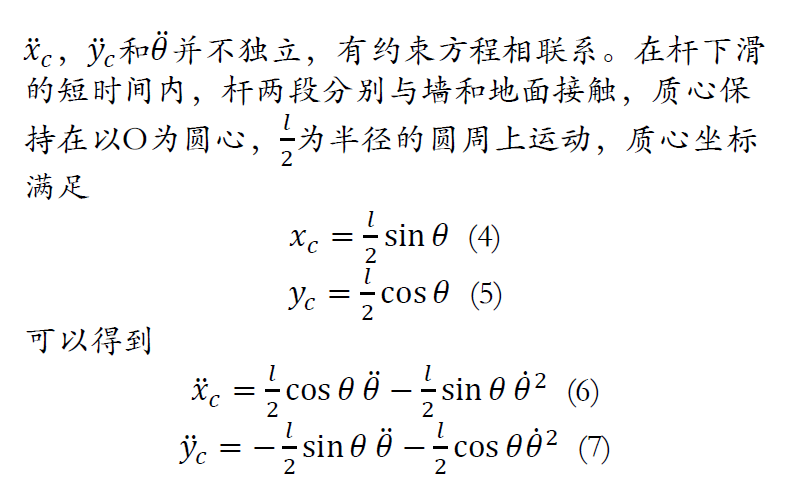 ẍ_c，ÿ_c和θ̈并不独立，有约束方程相联系。在杆下滑
的短时间内，杆两段分别与墙和地面接触，质心保
持在以O为圆心，l/2为半径的圆周上运动，质心坐标
满足
x_c = l/2 sin θ (4)
y_c = l/2 cos θ (5)
可以得到
ẍ_c = l/2 cos θ θ̈ − l/2 sin θ θ̇² (6)
ÿ_c = − l/2 sin θ θ̈ − l/2 cos θθ̇² (7)